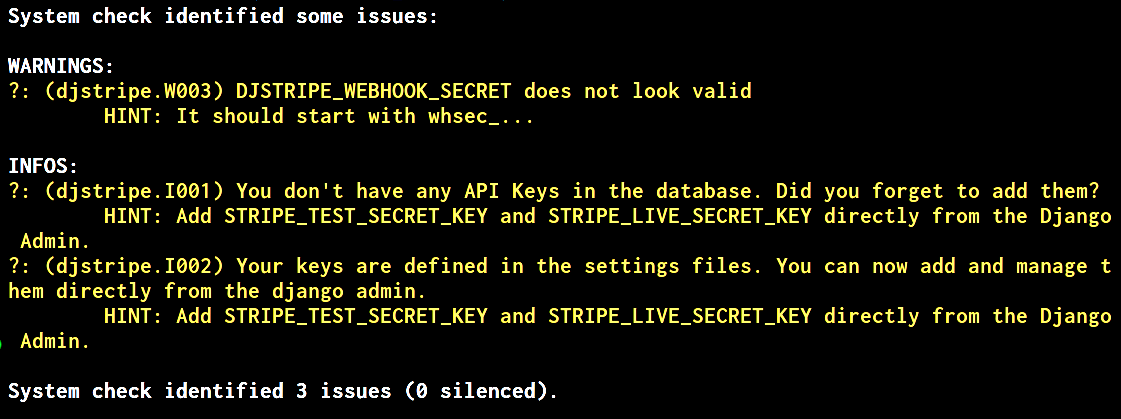 System check identified some issues:
WARNINGS:
?: (djstripe.W003) DJSTRIPE_WEBHOOK_SECRET does not look valid
HINT: It should start with whsec_...
INFOS:
?: (djstripe.I001) You don't have any API Keys in the database. Did you forget to add them?
HINT: Add STRIPE_TEST_SECRET_KEY and STRIPE_LIVE_SECRET_KEY directly from the Django
Admin.
?: (djstripe.I002) Your keys are defined in the settings files. You can now add and manage t
hem directly from the django admin.
HINT: Add STRIPE_TEST_SECRET_KEY and STRIPE_LIVE_SECRET_KEY directly from the Django
Admin.
System check identified 3 issues (0 silenced).